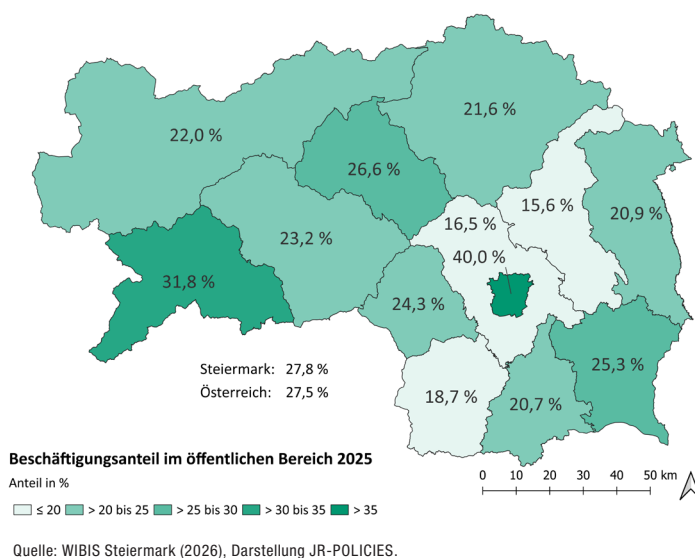 21,6 %
22,0 %
26,6 %
15,6 %
20,9 %
16,5 %
23,2 %
40,0 %
31,8 %
24,3 %
25,3 %
Steiermark: 27,8 %
Österreich: 27,5 %
18,7 %
20,7 %
Beschäftigungsanteil im öffentlichen Bereich 2025
Anteil in %
0 10 20 30 40 50 km
≤ 20 > 20 bis 25 > 25 bis 30 > 30 bis 35 > 35
Quelle: WIBIS Steiermark (2026), Darstellung JR-POLICIES.